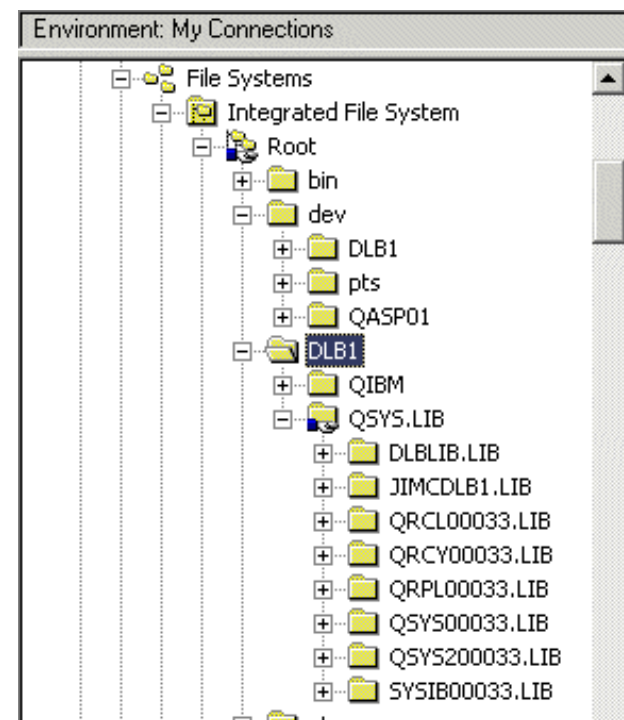 Environment: My Connections
File Systems
Integrated File System
Root
bin
dev
DLB1
pts
QASP01
DLB1
QIBM
QSYS.LIB
DLBLIB.LIB
JIMCDLB1.LIB
QRCL00033.LIB
QRCY00033.LIB
QRPL00033.LIB
QSYS00033.LIB
QSYS200033.LIB
SYSIB00033.LIB